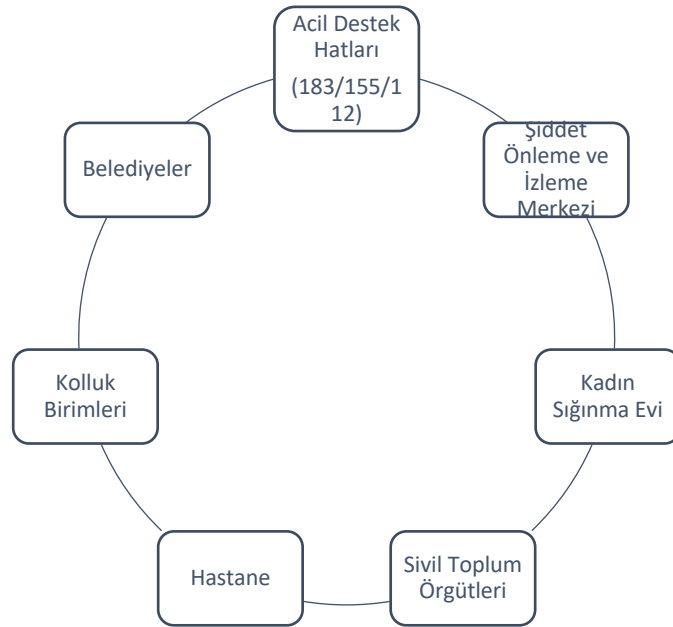 Acil Destek
Hatları
(183/155/1
12)
Şiddet
Önleme ve
İzleme
Merkezi
Kadın
Sığınma Evi
Sivil Toplum
Örgütleri
Hastane
Kolluk
Birimleri
Belediyeler